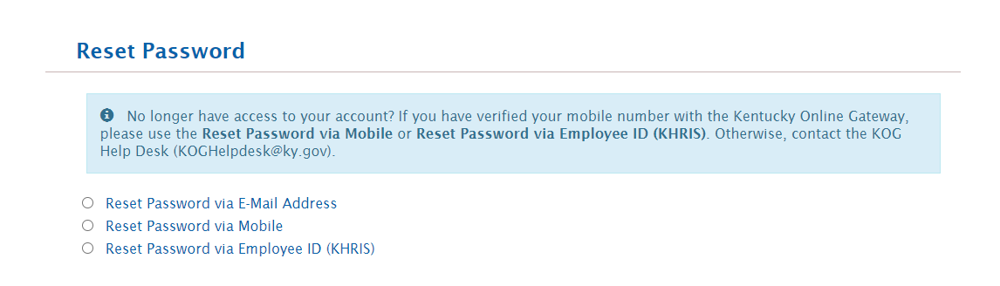 Reset Password
No longer have access to your account? If you have verified your mobile number with the Kentucky Online Gateway,
please use the Reset Password via Mobile or Reset Password via Employee ID (KHRIS). Otherwise, contact the KOG
Help Desk (KOGHelpdesk@ky.gov).
Reset Password via E-Mail Address
Reset Password via Mobile
Reset Password via Employee ID (KHRIS)